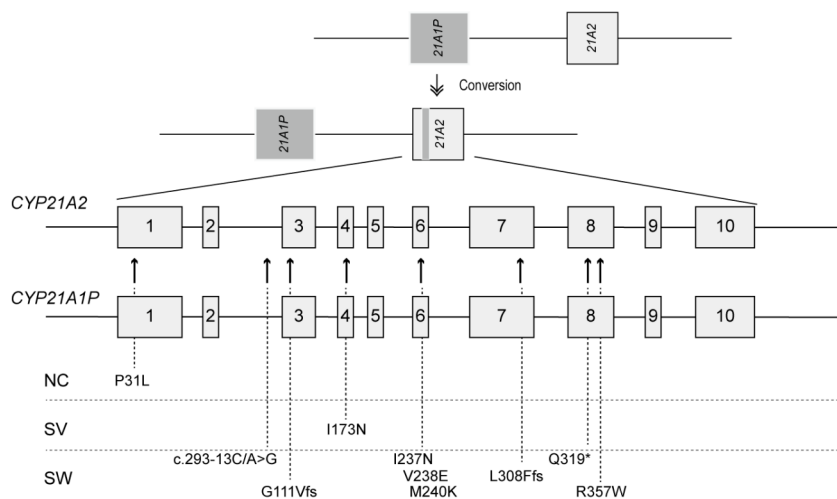 21A1P
21A2
Conversion
21A1P
21A2
CYP21A2
1 2 3 4 5 6 7 8 9 10
CYP21A1P
1 2 3 4 5 6 7 8 9 10
NC P31L
SV I173N
c.293-13C/A>G I237N Q319*
V238E
SW G111Vfs M240K L308Ffs R357W